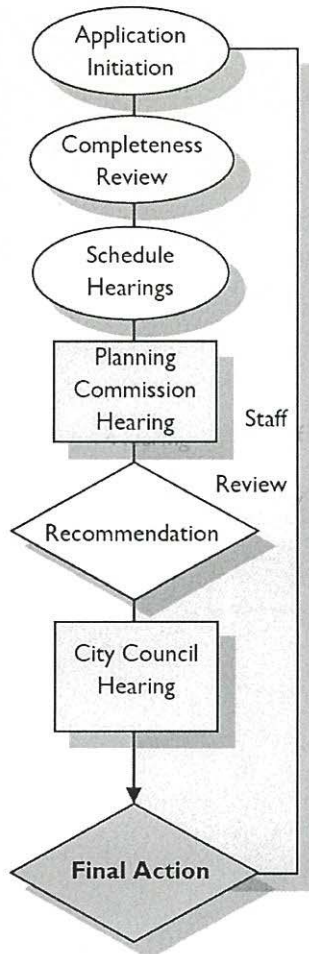 Application
Initiation
Completeness
Review
Schedule
Hearings
Planning
Commission
Hearing
Staff
Review
Recommendation
City Council
Hearing
Final Action